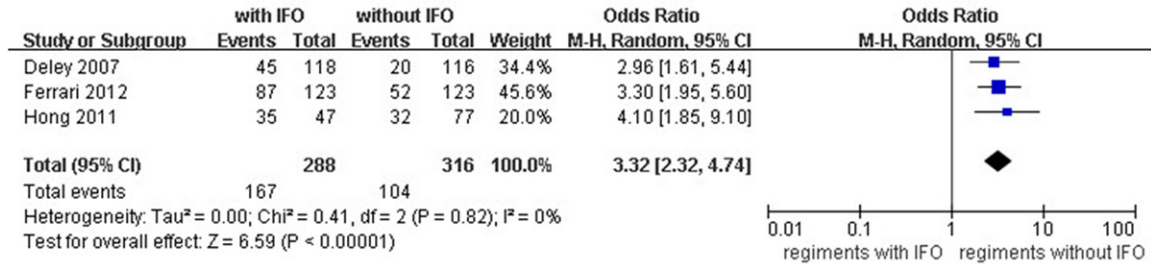 with IFO without IFO Odds Ratio Odds Ratio
Study or Subgroup Events Total Events Total Weight M-H, Random, 95% CI M-H, Random, 95% CI
Deley 2007 45 118 20 116 34.4% 2.96 [1.61, 5.44]
Ferrari 2012 87 123 52 123 45.6% 3.30 [1.95, 5.60]
Hong 2011 35 47 32 77 20.0% 4.10 [1.85, 9.10]
Total (95% CI) 288 316 100.0% 3.32 [2.32, 4.74]
Total events 167 104
Heterogeneity: Tau² = 0.00; Chi² = 0.41, df = 2 (P = 0.82); I² = 0%
Test for overall effect: Z = 6.59 (P < 0.00001)
0.01 0.1 1 10 100
regiments with IFO regiments without IFO